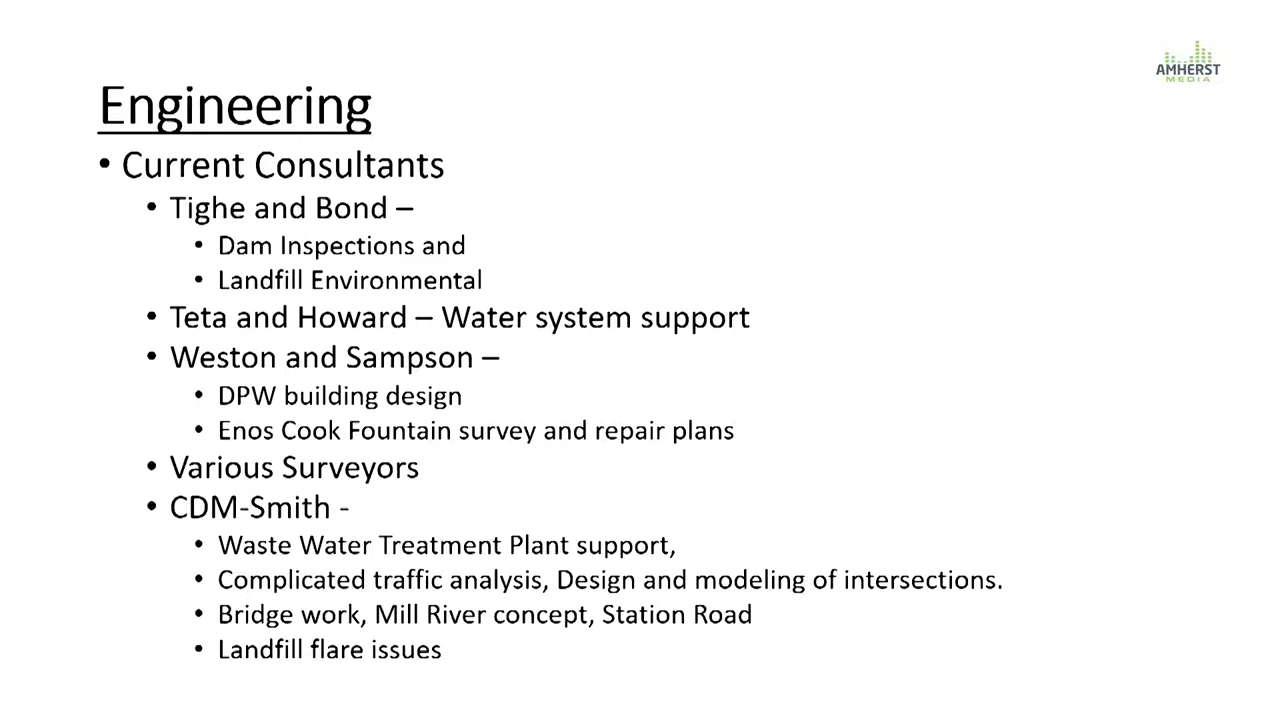 AMHERST
MEDIA
Engineering
• Current Consultants
• Tighe and Bond –
• Dam Inspections and
• Landfill Environmental
• Teta and Howard – Water system support
• Weston and Sampson –
• DPW building design
• Enos Cook Fountain survey and repair plans
• Various Surveyors
• CDM-Smith -
• Waste Water Treatment Plant support,
• Complicated traffic analysis, Design and modeling of intersections.
• Bridge work, Mill River concept, Station Road
• Landfill flare issues